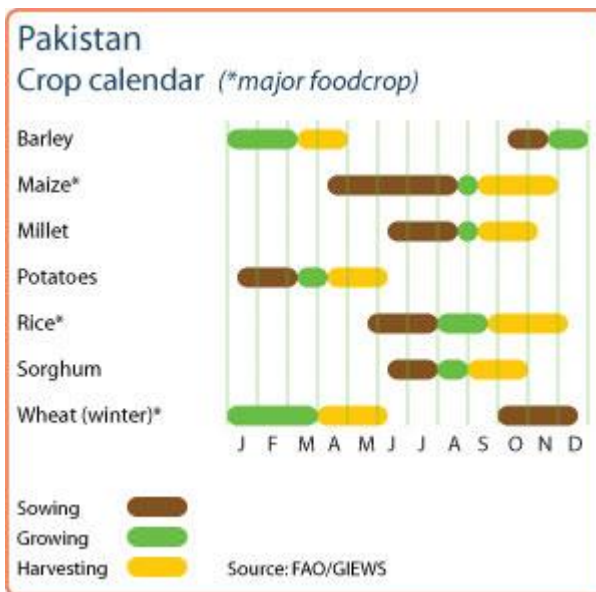 Pakistan
Crop calendar (*major foodcrop)
Barley
Maize*
Millet
Potatoes
Rice*
Sorghum
Wheat (winter)*
J F M A M J J A S O N D
Sowing
Growing
Harvesting
Source: FAO/GIEWS